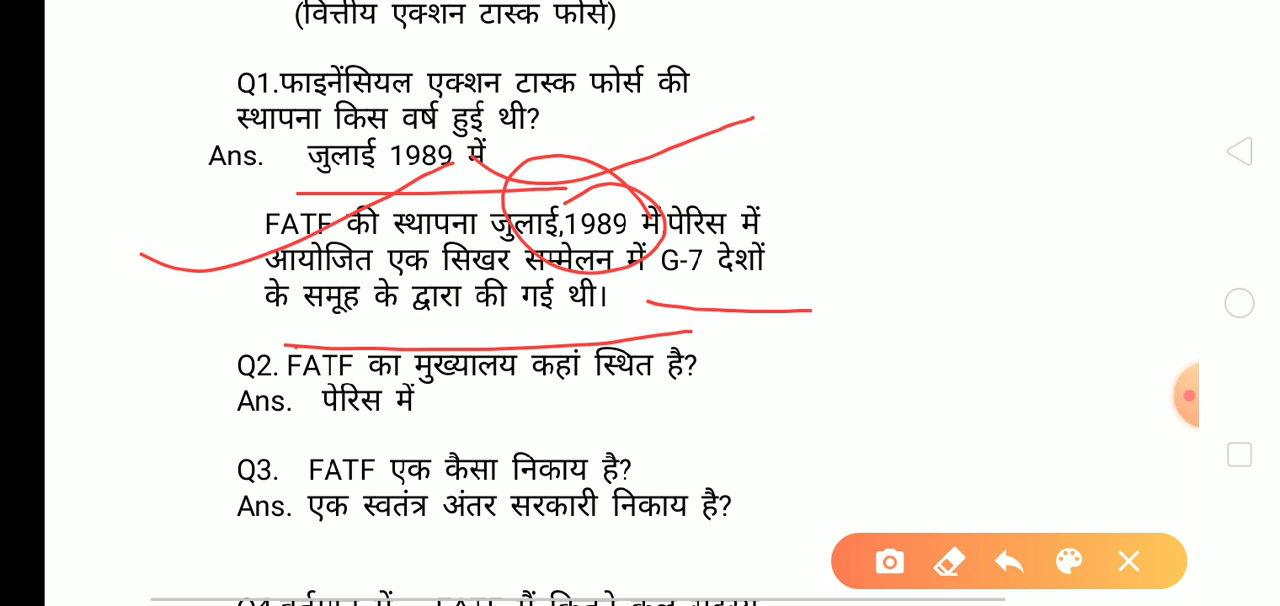 (वित्तीय एक्शन टास्क फोर्स)
Q1.फाइनेंसियल एक्शन टास्क फोर्स की
स्थापना किस वर्ष हुई थी?
Ans. जुलाई 1989 में
FATF की स्थापना जुलाई,1989 में पेरिस में
आयोजित एक सिखर सम्मेलन में G-7 देशों
के समूह के द्वारा की गई थी।
Q2. FATF का मुख्यालय कहां स्थित है?
Ans. पेरिस में
Q3. FATF एक कैसा निकाय है?
Ans. एक स्वतंत्र अंतर सरकारी निकाय है?